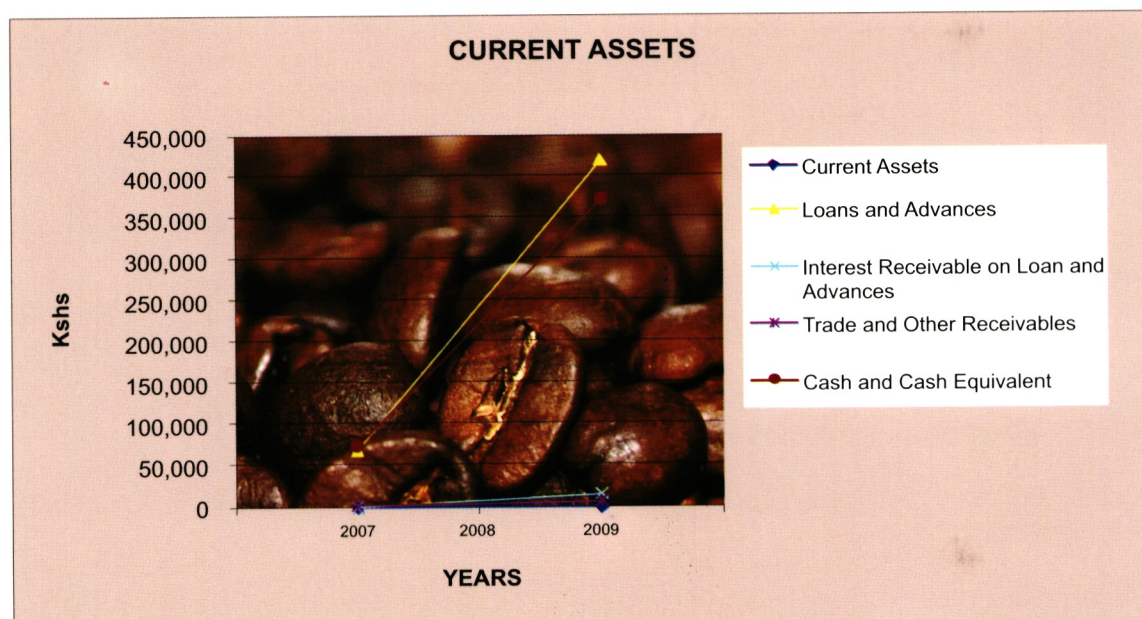 CURRENT ASSETS
450,000
400,000
350,000
300,000
250,000
200,000
150,000
100,000
50,000
0
Kshs
2007
2008
2009
YEARS
Current Assets
Loans and Advances
Interest Receivable on Loan and
Advances
Trade and Other Receivables
Cash and Cash Equivalent